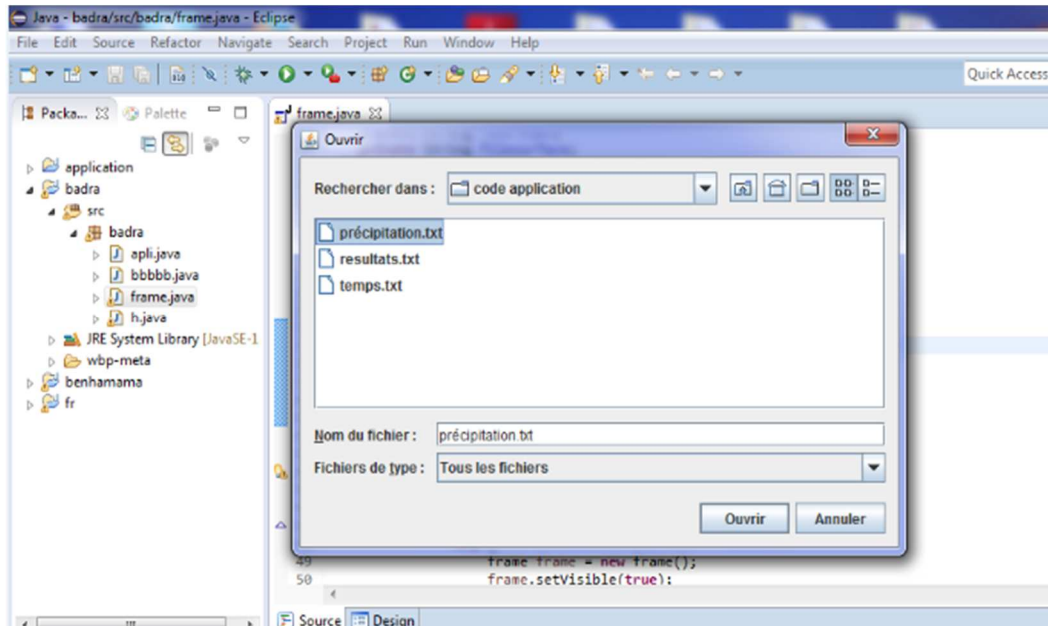 Java - badra/src/badra/frame.java - Eclipse
File Edit Source Refactor Navigate Search Project Run Window Help
Quick Access
Packa... Palette
frame.java
application
badra
src
badra
apli.java
bbbbb.java
frame.java
h.java
JRE System Library [JavaSE-1
wbp-meta
benhamama
fr
Ouvrir
Rechercher dans :
code application
précipitation.txt
resultats.txt
temps.txt
Nom du fichier :
précipitation.txt
Fichiers de type :
Tous les fichiers
Ouvrir
Annuler
49 frame frame = new frame();
50 frame.setVisible(true);
Source Design